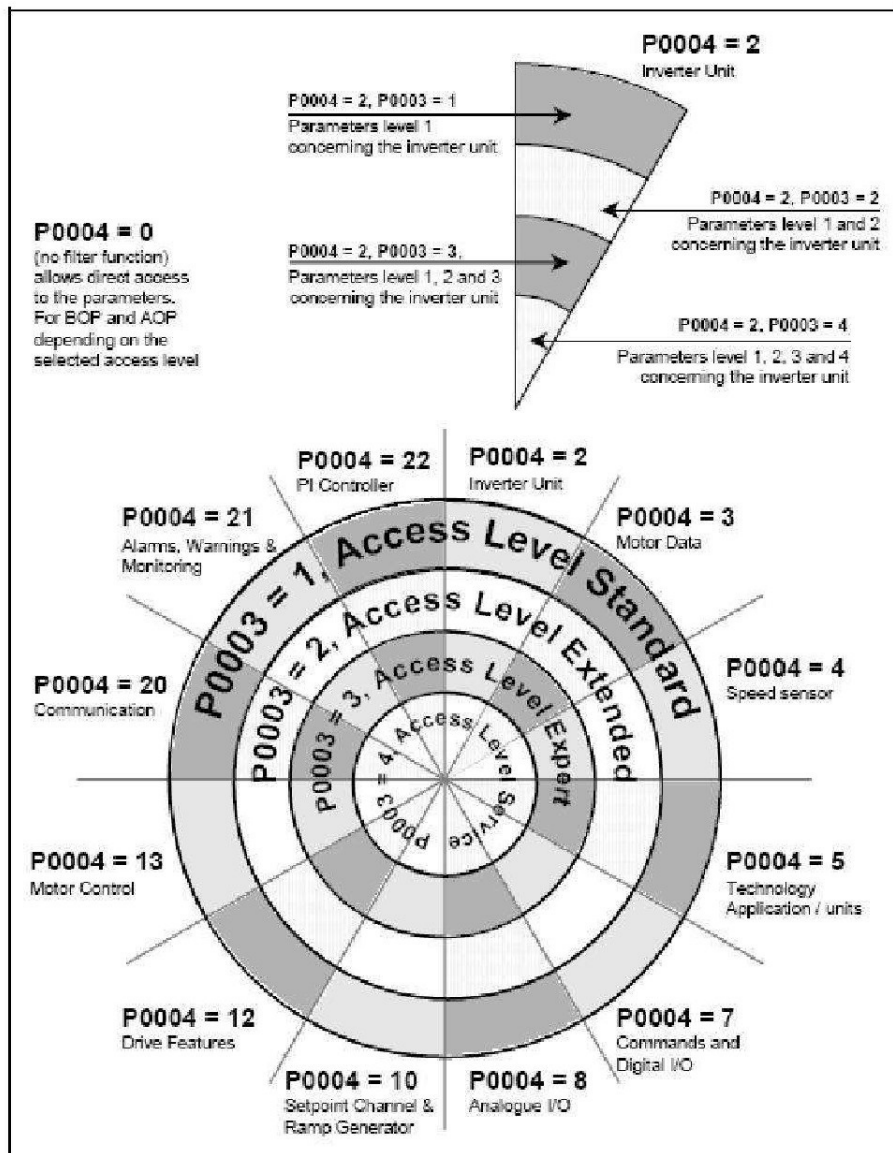 P0004 = 2
Inverter Unit
P0004 = 2, P0003 = 1
Parameters level 1
concerning the inverter unit
P0004 = 2, P0003 = 2
Parameters level 1 and 2
concerning the inverter unit
P0004 = 0
(no filter function)
allows direct access
to the parameters.
For BOP and AOP
depending on the
selected access level
P0004 = 2, P0003 = 3,
Parameters level 1, 2 and 3
concerning the inverter unit
P0004 = 2, P0003 = 4
Parameters level 1, 2, 3 and 4
concerning the inverter unit
P0004 = 22
PI Controller
P0004 = 2
Inverter Unit
P0004 = 21
Alarms, Warnings &
Monitoring
P0004 = 3
Motor Data
P0003 = 1, Access Level Standard
P0003 = 2, Access Level Extended
P0003 = 3, Access Level Expert
P0003 = 4, Access Level Service
P0004 = 20
Communication
P0004 = 4
Speed sensor
P0004 = 13
Motor Control
P0004 = 5
Technology
Application / units
P0004 = 12
Drive Features
P0004 = 7
Commands and
Digital I/O
P0004 = 10
Setpoint Channel &
Ramp Generator
P0004 = 8
Analogue I/O